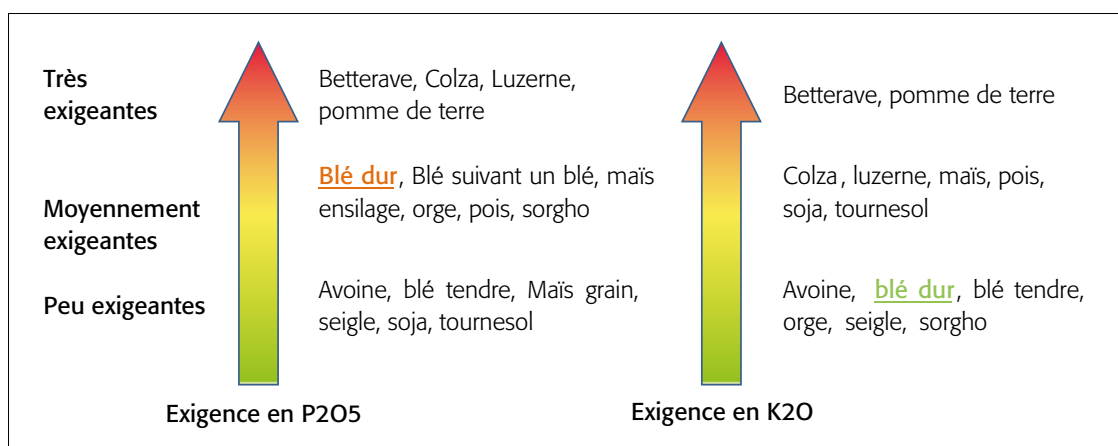 Très
exigeantes
Betterave, Colza, Luzerne,
pomme de terre
Betterave, pomme de terre
Moyennement
exigeantes
Blé dur, Blé suivant un blé, maïs
ensilage, orge, pois, sorgho
Colza, luzerne, maïs, pois,
soja, tournesol
Peu exigeantes
Avoine, blé tendre, Maïs grain,
seigle, soja, tournesol
Avoine, blé dur, blé tendre,
orge, seigle, sorgho
Exigence en P2O5
Exigence en K2O